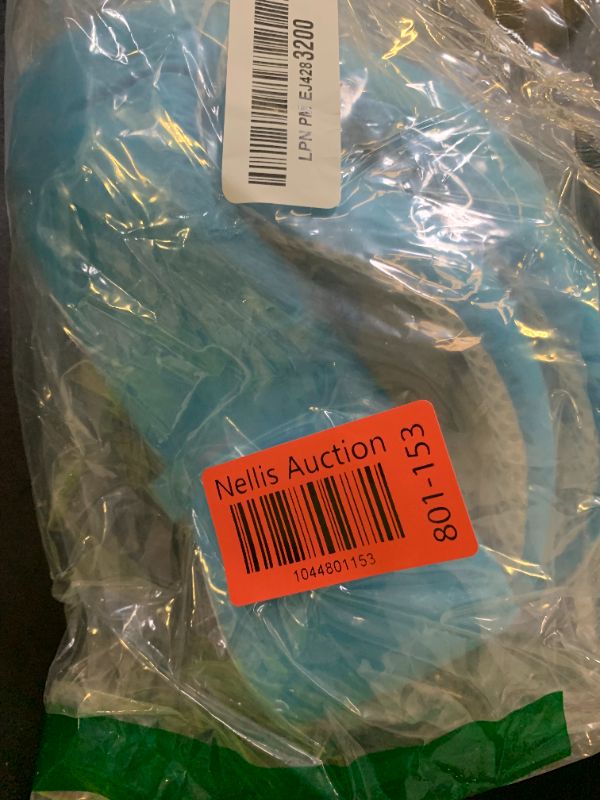 LPN PM EJ4283200
Nellis Auction
1044801153
801-153